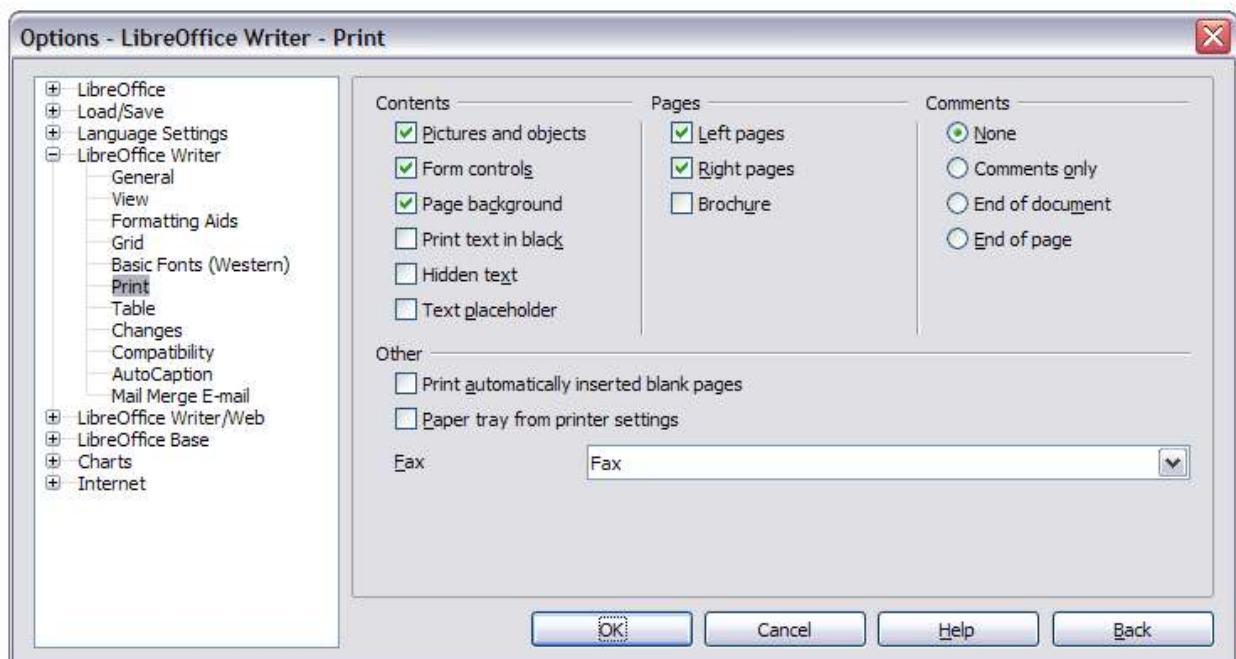 Options - LibreOffice Writer - Print
LibreOffice
Load/Save
Language Settings
LibreOffice Writer
General
View
Formatting Aids
Grid
Basic Fonts (Western)
Print
Table
Changes
Compatibility
AutoCaption
Mail Merge E-mail
LibreOffice Writer/Web
LibreOffice Base
Charts
Internet
Contents
Pictures and objects
Form controls
Page background
Print text in black
Hidden text
Text placeholder
Pages
Left pages
Right pages
Brochure
Comments
None
Comments only
End of document
End of page
Other
Print automatically inserted blank pages
Paper tray from printer settings
Fax Fax
OK Cancel Help Back